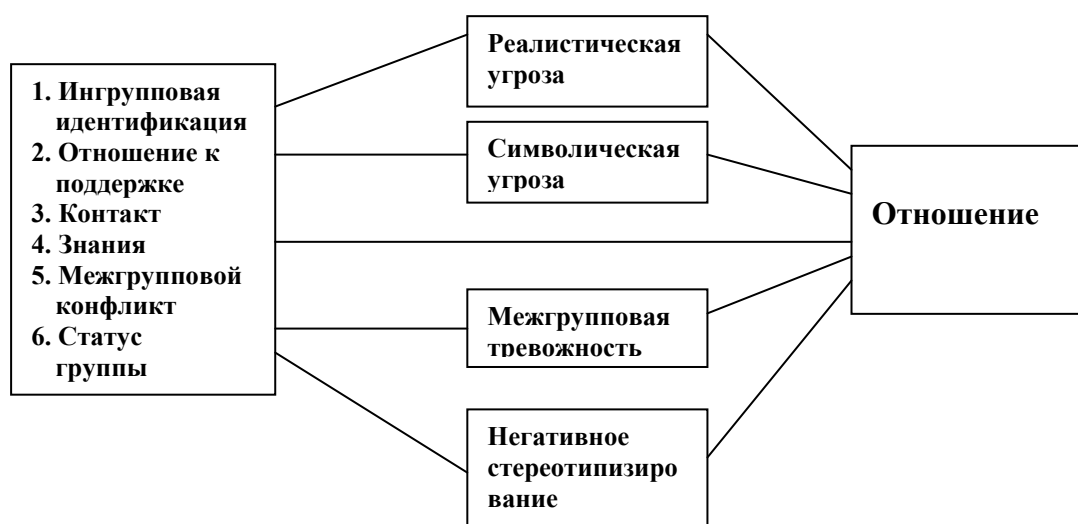 1. Ингрупповая
идентификация
2. Отношение к
поддержке
3. Контакт
4. Знания
5. Межгрупповой
конфликт
6. Статус
группы
Реалистическая
угроза
Символическая
угроза
Межгрупповая
тревожность
Негативное
стереотипизиро
вание
Отношение